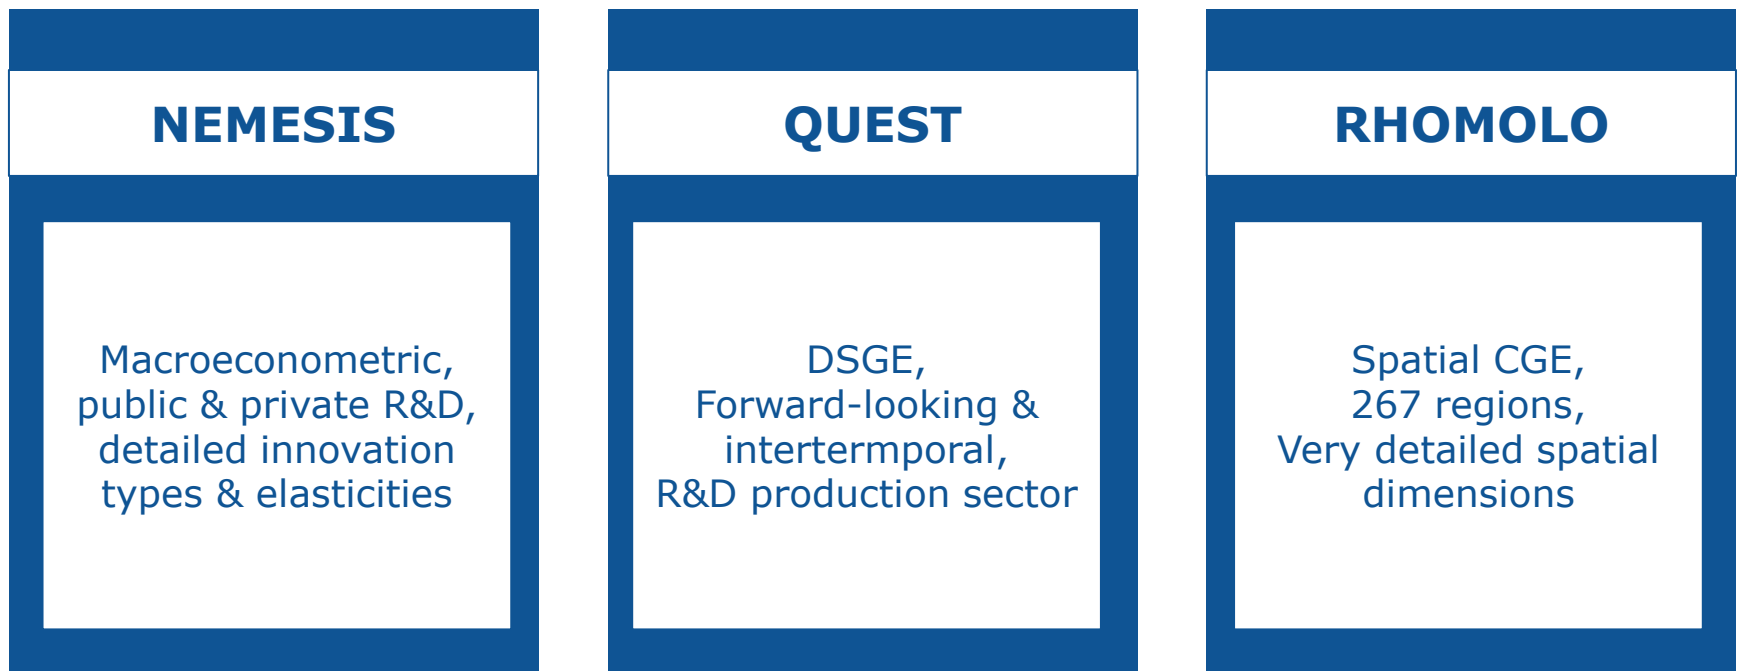 NEMESIS
Macroeconometric,
public & private R&D,
detailed innovation
types & elasticities
QUEST
DSGE,
Forward-looking &
intertermporal,
R&D production sector
RHOMOLO
Spatial CGE,
267 regions,
Very detailed spatial
dimensions